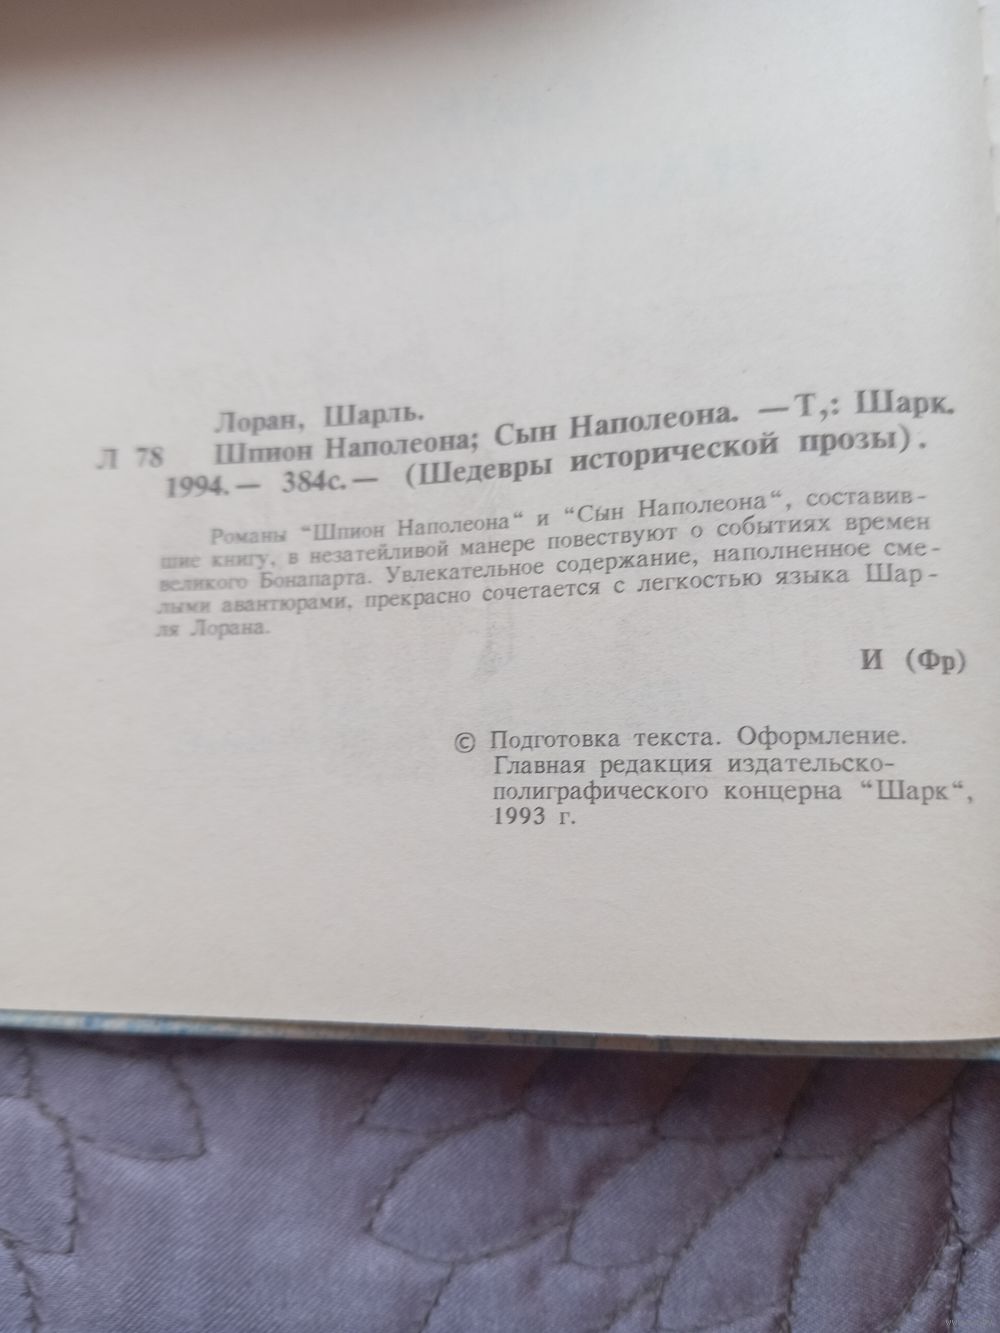 Лоран, Шарль.
Л 78 Шпион Наполеона; Сын Наполеона. — Т,: Шарк.
1994.— 384с.— (Шедевры исторической прозы).
Романы “Шпион Наполеона“ и “Сын Наполеона“, составив-
шие книгу, в незатейливой манере повествуют о событиях времен
великого Бонапарта. Увлекательное содержание, наполненное сме-
лыми авантюрами, прекрасно сочетается с легкостью языка Шар-
ля Лорана.
И (Фр)
© Подготовка текста. Оформление.
Главная редакция издательско-
полиграфического концерна “Шарк“,
1993 г.